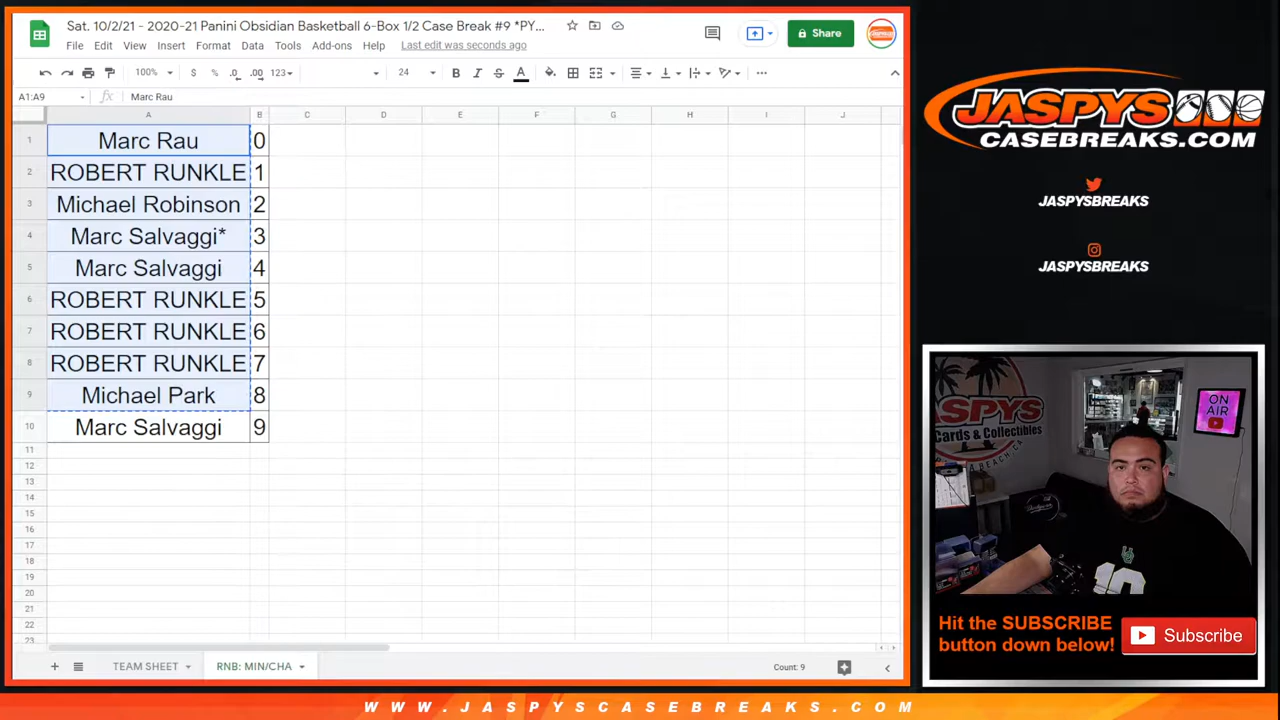 Sat. 10/2/21 - 2020-21 Panini Obsidian Basketball 6-Box 1/2 Case Break #9 *PY...
File Edit View Insert Format Data Tools Add-ons Help Last edit was seconds ago
Share
100% $ % .0 .00 123 24 B I S A
A1:A9 fx Marc Rau
A B C D E F G H I J
1 Marc Rau 0
2 ROBERT RUNKLE 1
3 Michael Robinson 2
4 Marc Salvaggi* 3
5 Marc Salvaggi 4
6 ROBERT RUNKLE 5
7 ROBERT RUNKLE 6
8 ROBERT RUNKLE 7
9 Michael Park 8
10 Marc Salvaggi 9
11
12
13
14
15
16
17
18
19
20
21
22
23
TEAM SHEET RNB: MIN/CHA Count: 9
JASPYS
CASEBREAKS.COM
JASPYSBREAKS
JASPYSBREAKS
JASPYS
Cards & Collectibles
ON
AIR
10
Hit the SUBSCRIBE
button down below!
Subscribe
WWW.JASPYSCASEBREAKS.COM